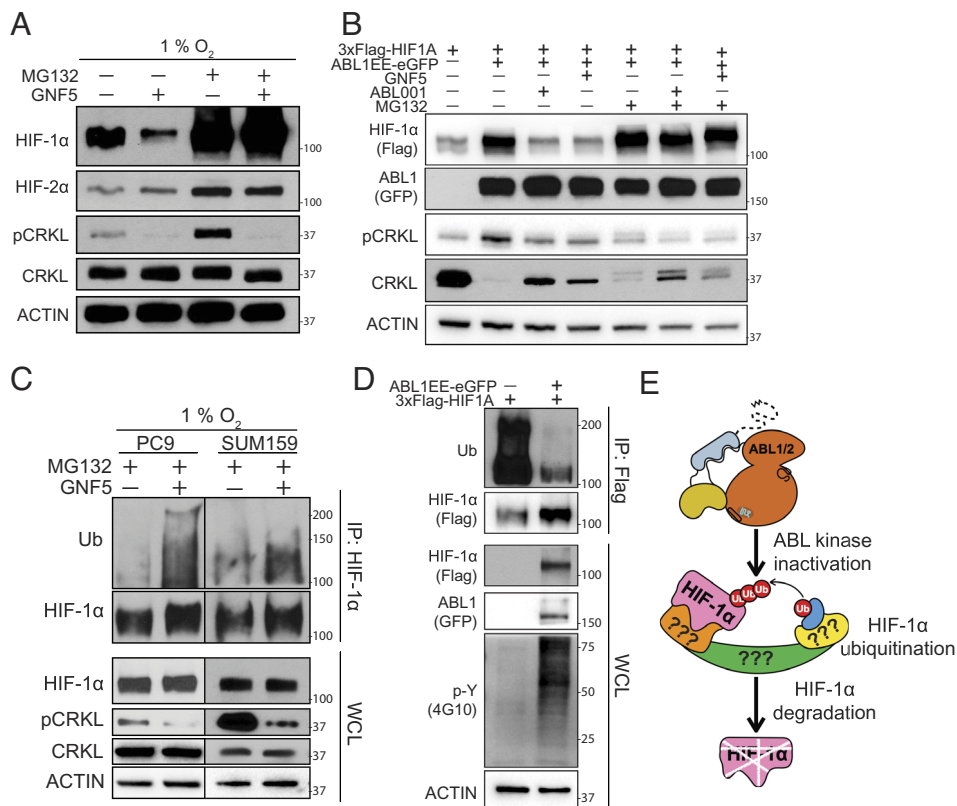 A
1 % O2
MG132 – – + +
GNF5 – + – +
HIF-1α
-100
HIF-2α
-100
pCRKL
-37
CRKL
-37
ACTIN
-37
B
3xFlag-HIF1A + + + + + + +
ABL1EE-eGFP – + + + + + +
GNF5 – – – + – – +
ABL001 – – + – – + –
MG132 – – – – + + +
HIF-1α
(Flag)
-100
ABL1
(GFP)
-150
pCRKL
-37
CRKL
-37
ACTIN
-37
C
1 % O2
PC9 SUM159
MG132 + + + +
GNF5 – + – +
Ub
-200
-150
-100
HIF-1α
-100
IP: HIF-1α
HIF-1α
-100
pCRKL
-37
CRKL
-37
ACTIN
-37
WCL
D
ABL1EE-eGFP – +
3xFlag-HIF1A + +
Ub
-200
-100
HIF-1α
(Flag)
-100
IP: Flag
HIF-1α
(Flag)
-100
ABL1
(GFP)
-150
p-Y
(4G10)
-75
-50
-25
ACTIN
-37
WCL
E
ABL1/2
ABL kinase
inactivation
HIF-1α
Ub Ub Ub
Ub
???
???
???
HIF-1α
ubiquitination
HIF-1α
degradation
HIF-1α